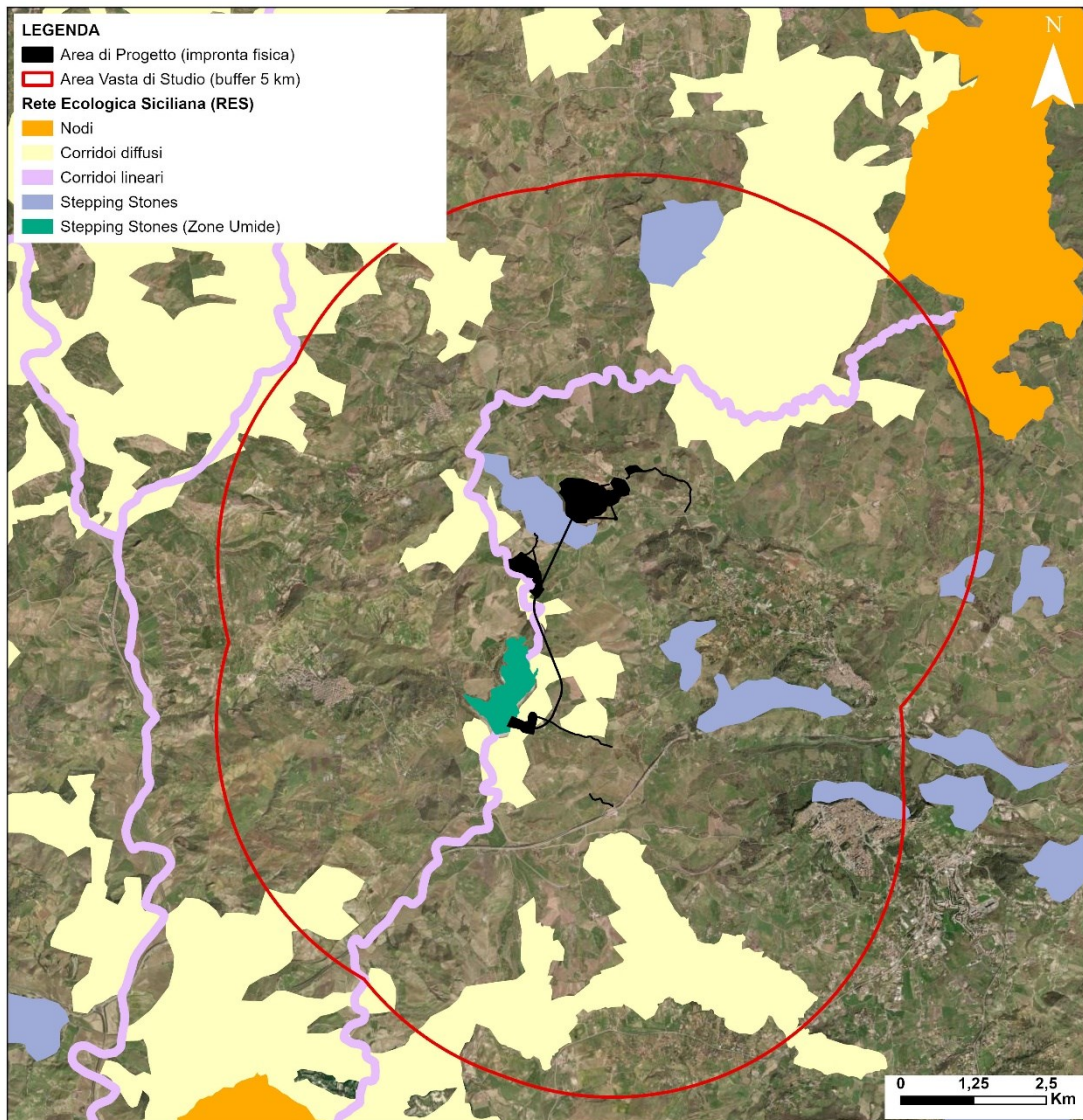 LEGENDA
Area di Progetto (impronta fisica)
Area Vasta di Studio (buffer 5 km)
Rete Ecologica Siciliana (RES)
Nodi
Corridoi diffusi
Corridoi lineari
Stepping Stones
Stepping Stones (Zone Umide)
N
0 1,25 2,5
Km